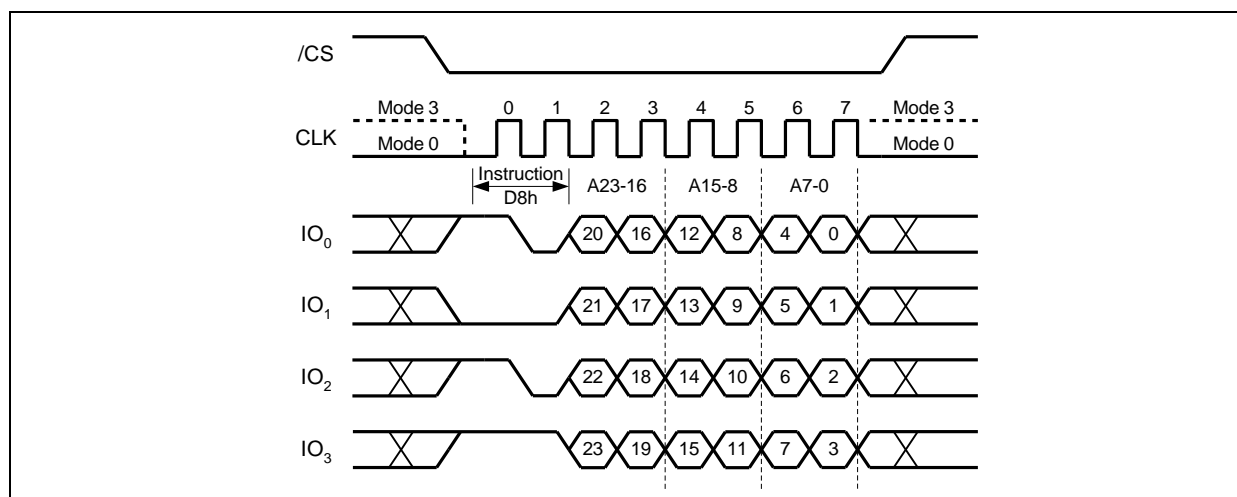 /CS
Mode 3 0 1 2 3 4 5 6 7 Mode 3
CLK
Mode 0 Mode 0
Instruction
D8h
A23-16 A15-8 A7-0
IO0 20 16 12 8 4 0
IO1 21 17 13 9 5 1
IO2 22 18 14 10 6 2
IO3 23 19 15 11 7 3